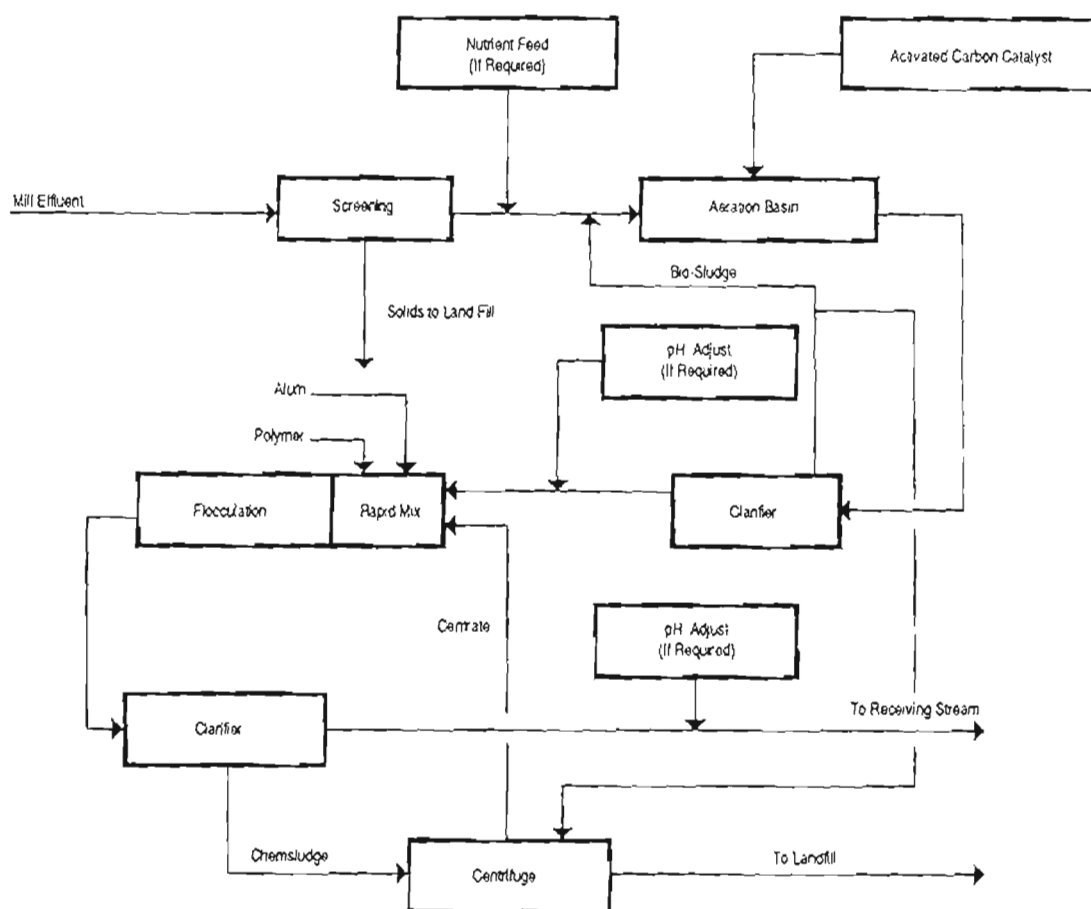 Nutrient Feed
(If Required)
Activated Carbon Catalyst
Mill Effluent
Screening
Aeration Basin
Bio-Sludge
Solids to Land Fill
pH Adjust
(If Required)
Alum
Polymer
Flocculation
Rapid Mix
Clarifier
Centrate
pH Adjust
(If Required)
To Receiving Stream
Clarifier
Chemsludge
Centrifuge
To Landfill